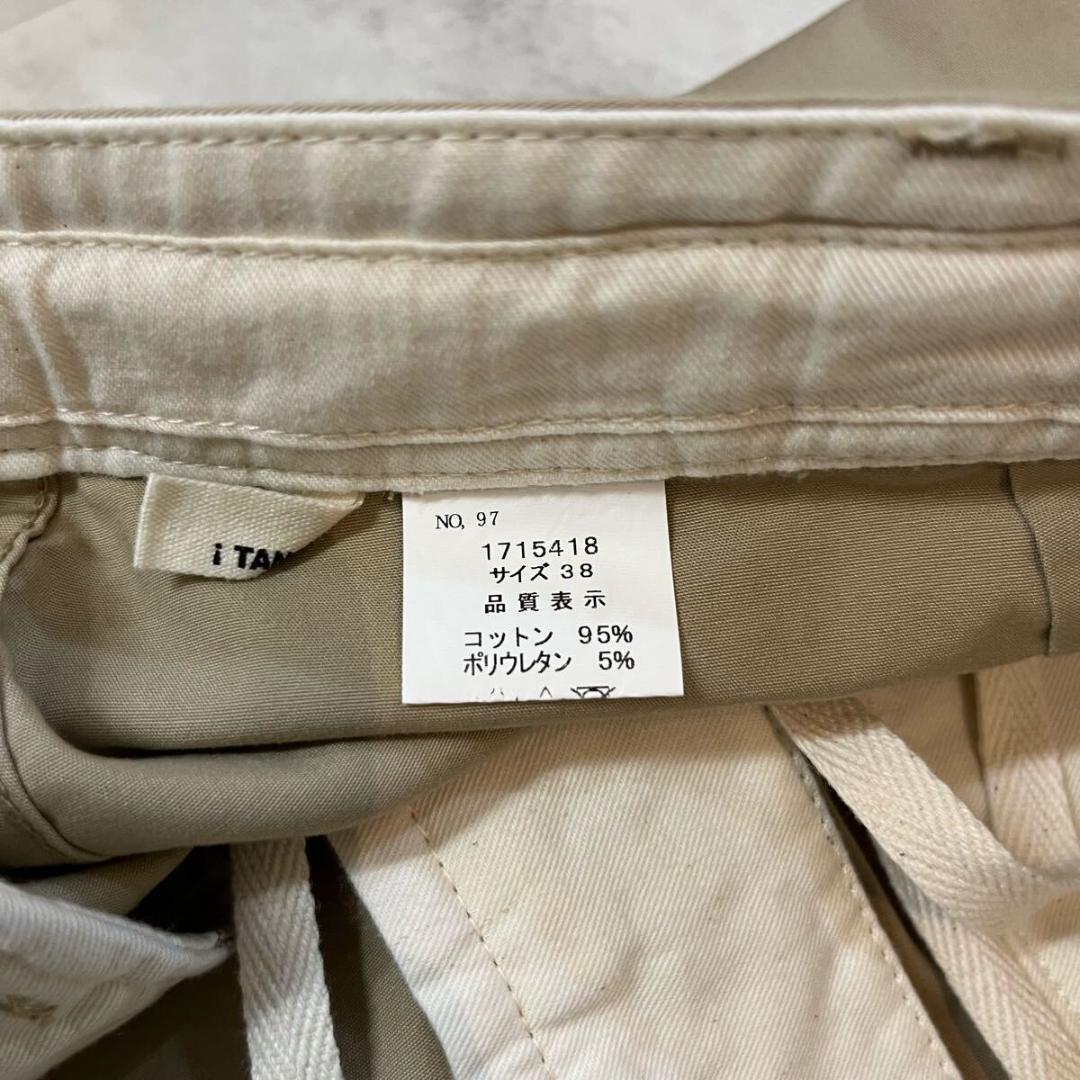 NO, 97
1715418
サイズ 38
品質表示
コットン 95%
ポリウレタン 5%
i TAN